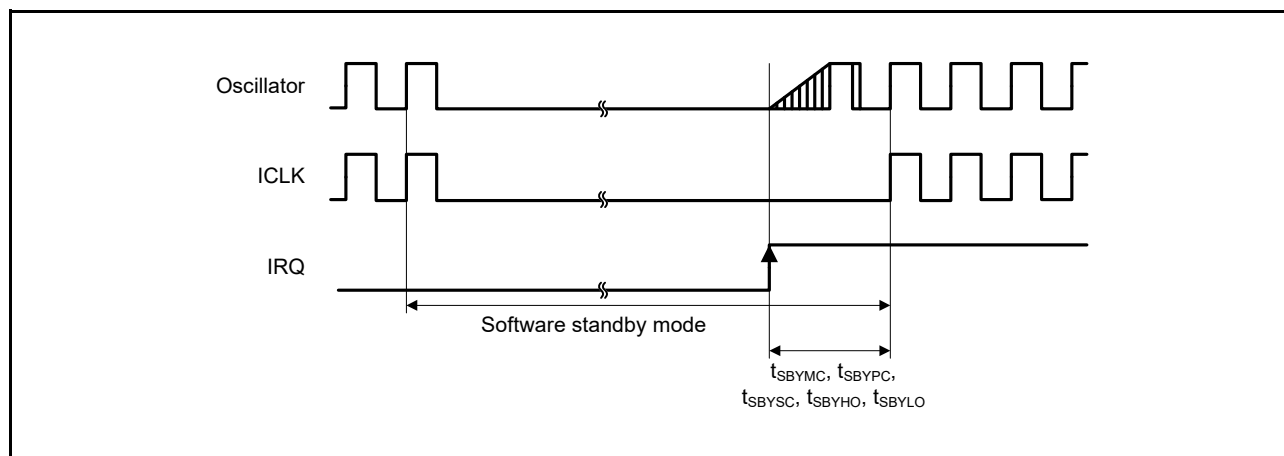 Oscillator
ICLK
IRQ
Software standby mode
tSBYMC, tSBYPC,
tSBYSC, tSBYHO, tSBYLO